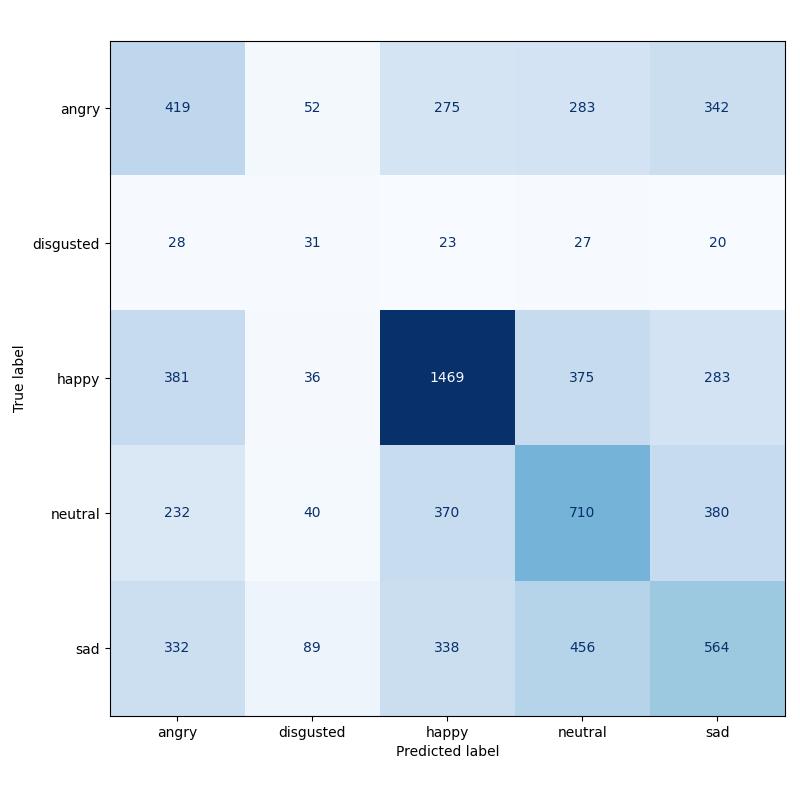 angry 419 52 275 283 342
disgusted 28 31 23 27 20
happy 381 36 1469 375 283
neutral 232 40 370 710 380
sad 332 89 338 456 564
True label
angry disgusted happy neutral sad
Predicted label